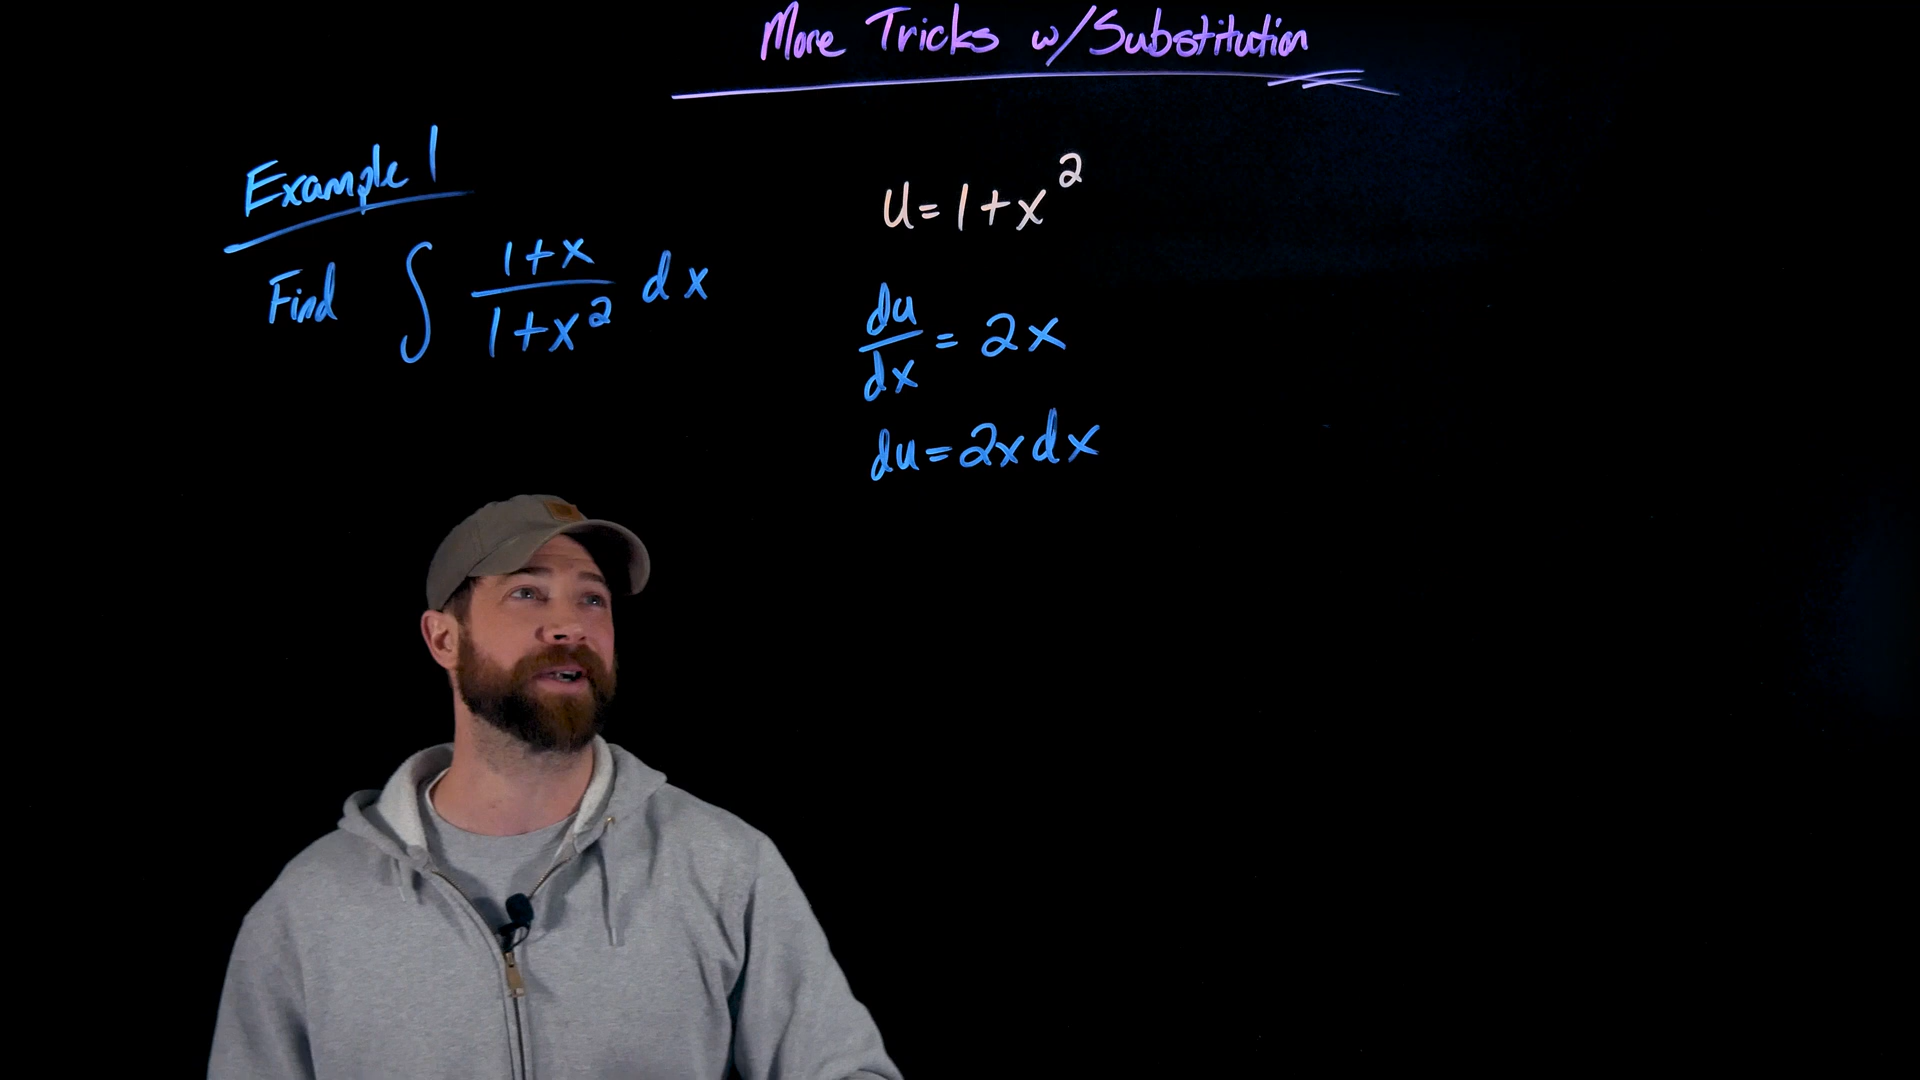 More Tricks w/Substitution
Example 1
Find ∫ (1+x)/(1+x²) dx
u=1+x²
du/dx = 2x
du=2xdx